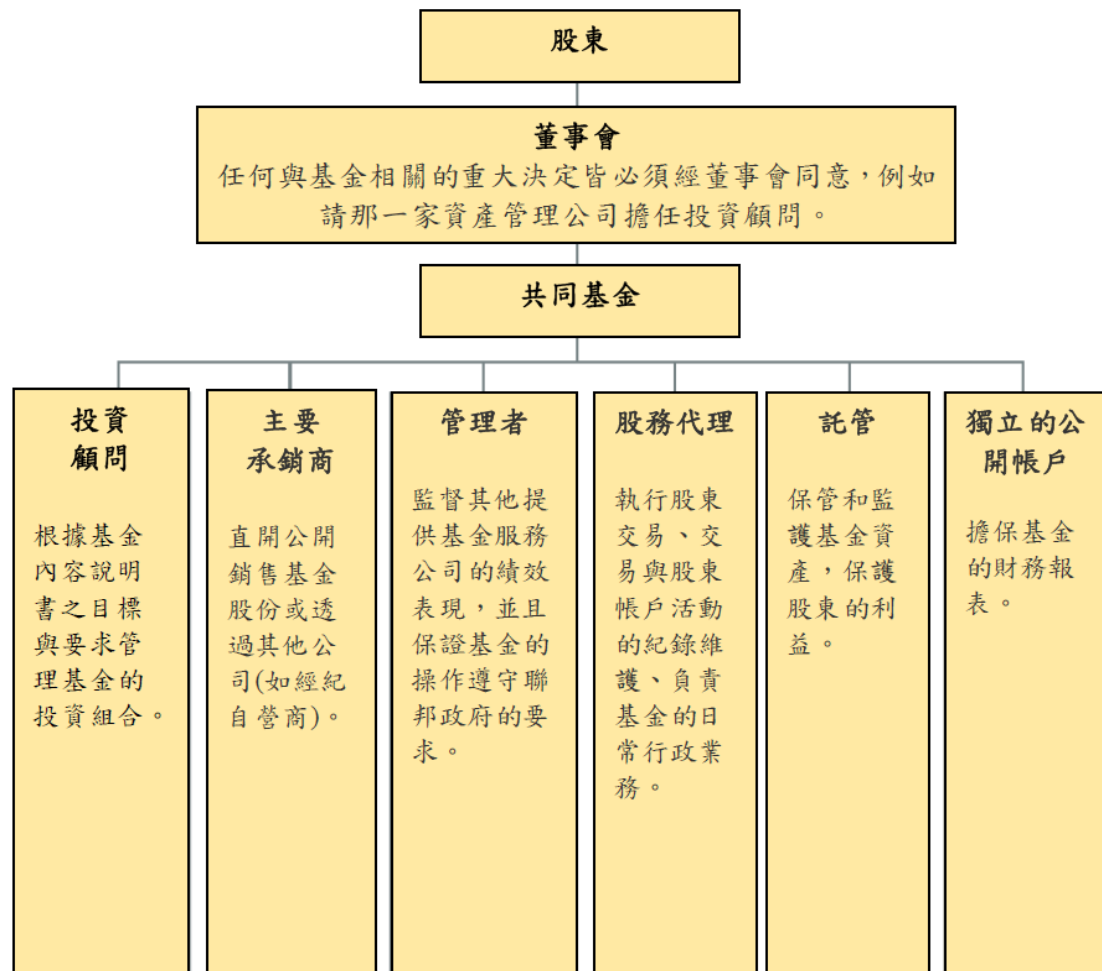 股東
董事會
任何與基金相關的重大決定皆必須經董事會同意，例如
請那一家資產管理公司擔任投資顧問。
共同基金
投資
顧問
根據基金
內容說明
書之目標
與要求管
理基金的
投資組合。
主要
承銷商
直開公開
銷售基金
股份或透
過其他公
司(如經紀
自營商)。
管理者
監督其他提
供基金服務
公司的績效
表現，並且
保證基金的
操作遵守聯
邦政府的要
求。
股務代理
執行股東
交易、交
易與股東
帳戶活動
的紀錄維
護、負責
基金的日
常行政業
務。
託管
保管和監
護基金資
產，保護
股東的利
益。
獨立的公
開帳戶
擔保基金
的財務報
表。